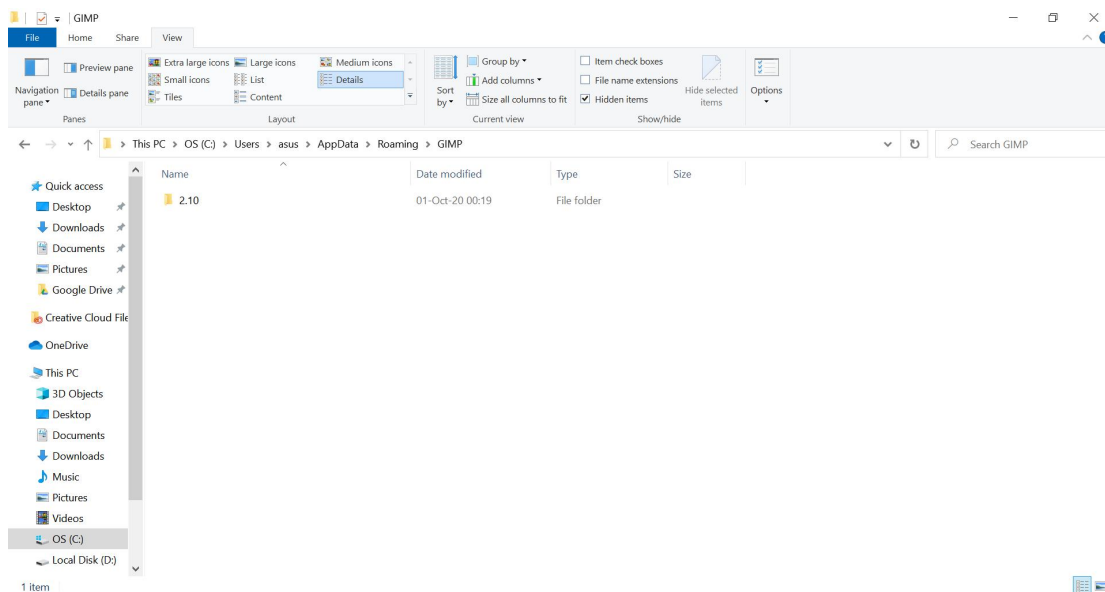 GIMP
File Home Share View
Navigation pane
Preview pane
Details pane
Panes
Extra large icons Large icons Medium icons
Small icons List Details
Tiles Content
Layout
Sort by
Group by
Add columns
Size all columns to fit
Current view
Item check boxes
File name extensions
Hidden items
Hide selected items
Show/hide
Options
This PC > OS (C:) > Users > asus > AppData > Roaming > GIMP
Search GIMP
Name Date modified Type Size
2.10 01-Oct-20 00:19 File folder
Quick access
Desktop
Downloads
Documents
Pictures
Google Drive
Creative Cloud File
OneDrive
This PC
3D Objects
Desktop
Documents
Downloads
Music
Pictures
Videos
OS (C:)
Local Disk (D:)
1 item